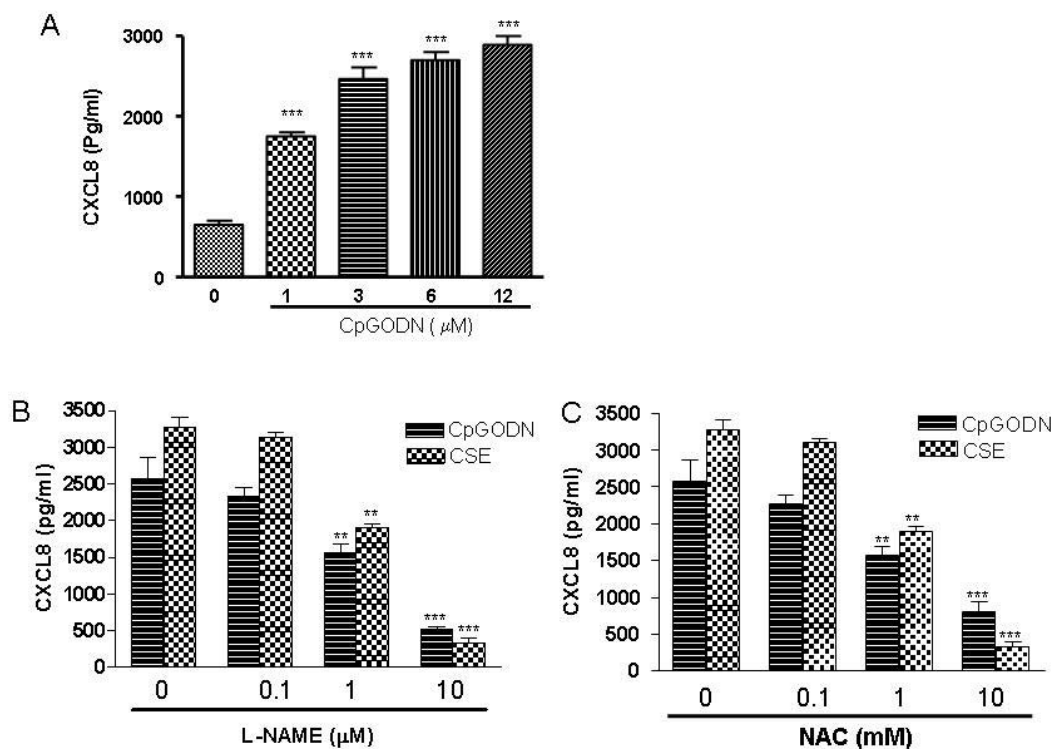 A
CXCL8 (Pg/ml)
3000
2000
1000
0
***
***
***
***
0 1 3 6 12
CpGODN ( μM)
B
CXCL8 (pg/ml)
3500
3000
2500
2000
1500
1000
500
0
CpGODN
CSE
** **
*** ***
0 0.1 1 10
L-NAME (μM)
C
CXCL8 (pg/ml)
3500
3000
2500
2000
1500
1000
500
0
CpGODN
CSE
** **
*** ***
0 0.1 1 10
NAC (mM)